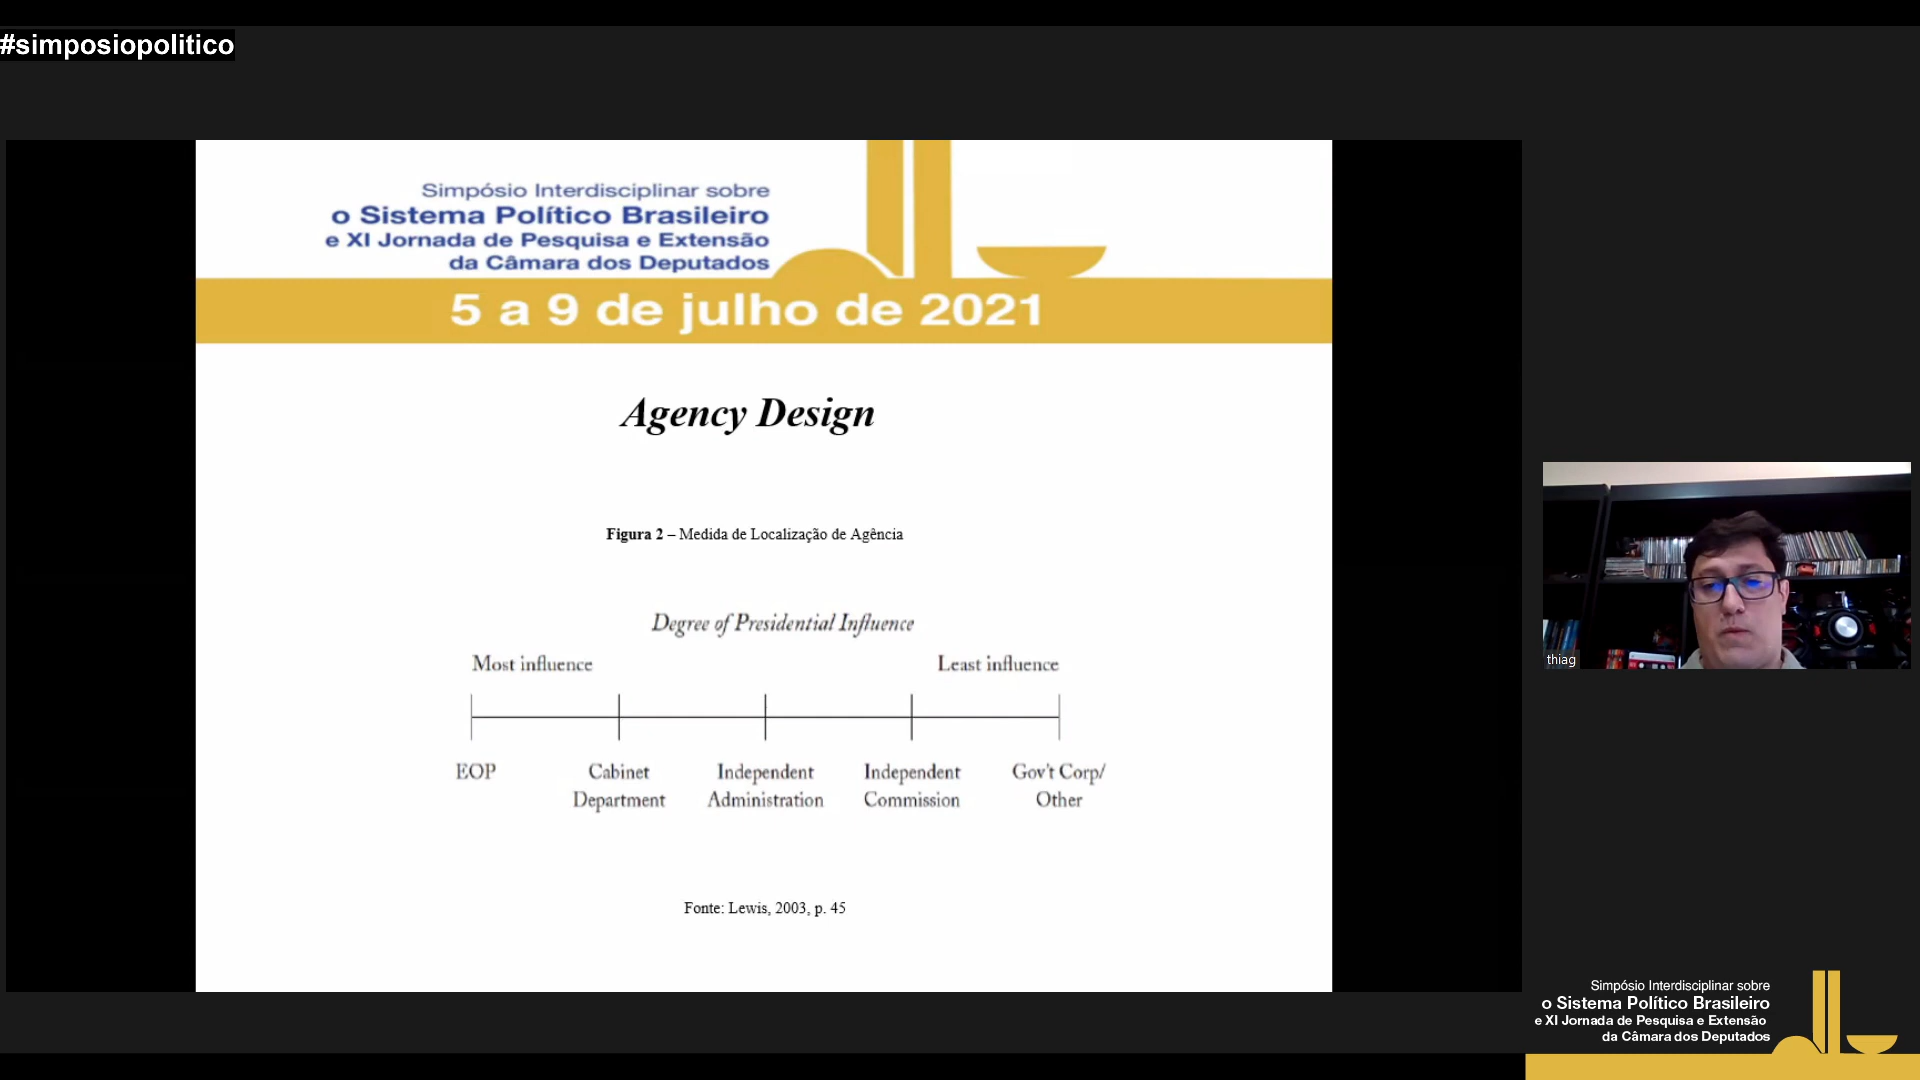 #simposiopolitico
Simpósio Interdisciplinar sobre
o Sistema Político Brasileiro
e XI Jornada de Pesquisa e Extensão
da Câmara dos Deputados
5 a 9 de julho de 2021
Agency Design
Figura 2 – Medida de Localização de Agência
Degree of Presidential Influence
Most influence Least influence
EOP Cabinet Department Independent Administration Independent Commission Gov't Corp/ Other
Fonte: Lewis, 2003, p. 45
thiag
Simpósio Interdisciplinar sobre
o Sistema Político Brasileiro
e XI Jornada de Pesquisa e Extensão
da Câmara dos Deputados